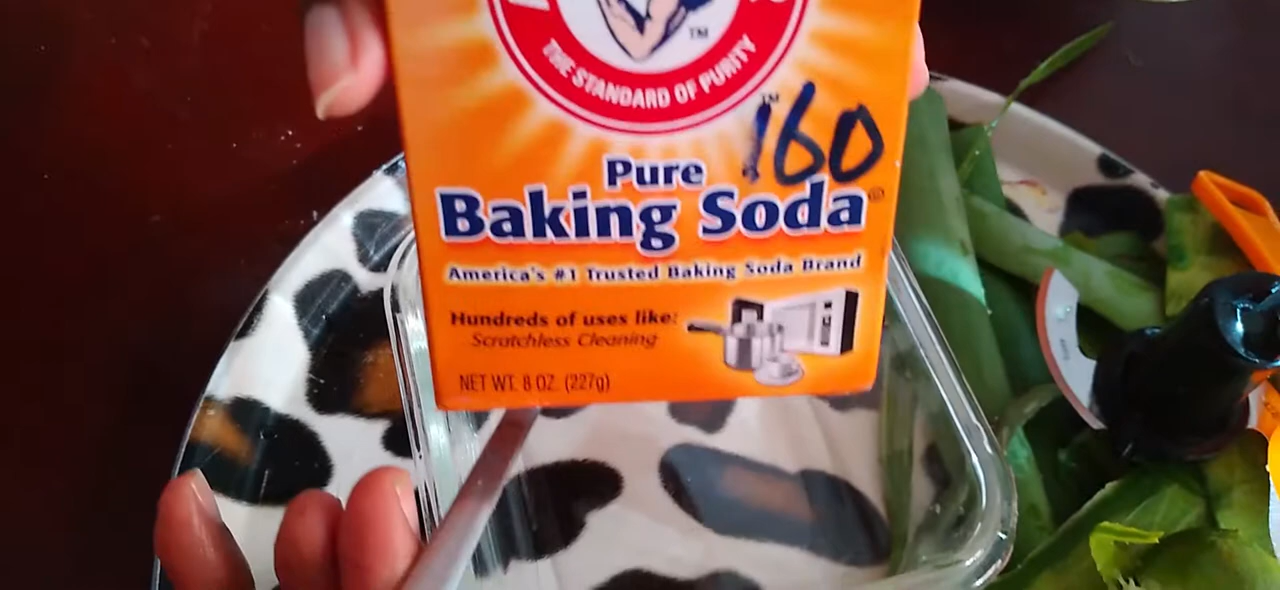 THE STANDARD OF PURITY
TM
160
Pure
Baking Soda
America's #1 Trusted Baking Soda Brand
Hundreds of uses like:
Scratchless Cleaning
NET WT. 8 OZ. (227g)